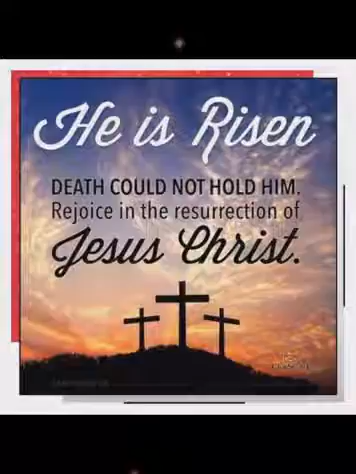 He is Risen
DEATH COULD NOT HOLD HIM.
Rejoice in the resurrection of
Jesus Christ.